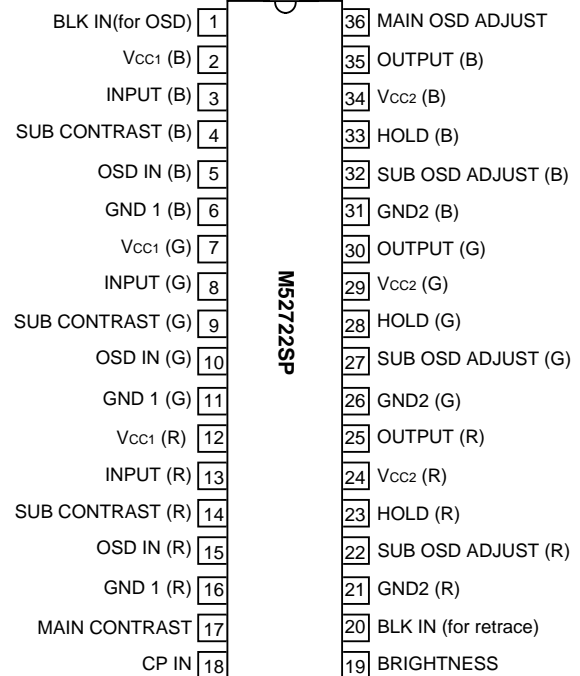 BLK IN(for OSD) 1 36 MAIN OSD ADJUST
VCC1 (B) 2 35 OUTPUT (B)
INPUT (B) 3 34 VCC2 (B)
SUB CONTRAST (B) 4 33 HOLD (B)
OSD IN (B) 5 32 SUB OSD ADJUST (B)
GND 1 (B) 6 31 GND2 (B)
VCC1 (G) 7 30 OUTPUT (G)
INPUT (G) 8 29 VCC2 (G)
SUB CONTRAST (G) 9 28 HOLD (G)
OSD IN (G) 10 27 SUB OSD ADJUST (G)
GND 1 (G) 11 26 GND2 (G)
VCC1 (R) 12 25 OUTPUT (R)
INPUT (R) 13 24 VCC2 (R)
SUB CONTRAST (R) 14 23 HOLD (R)
OSD IN (R) 15 22 SUB OSD ADJUST (R)
GND 1 (R) 16 21 GND2 (R)
MAIN CONTRAST 17 20 BLK IN (for retrace)
CP IN 18 19 BRIGHTNESS
M52722SP